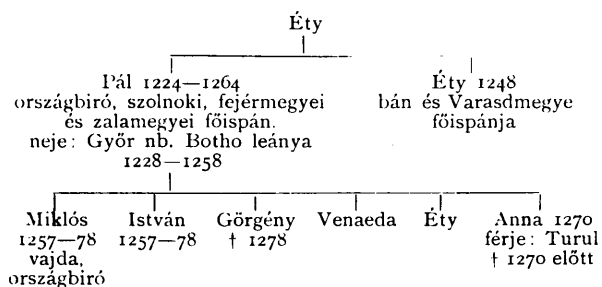 Éty
Pál 1224—1264
országbiró, szolnoki, fejérmegyei
és zalamegyei főispán.
neje: Győr nb. Botho leánya
1228—1258
Éty 1248
bán és Varasdmegye
főispánja
Miklós
1257—78
vajda,
országbiró
István
1257—78
Görgény
† 1278
Venaeda
Éty
Anna 1270
férje: Turul
† 1270 előtt